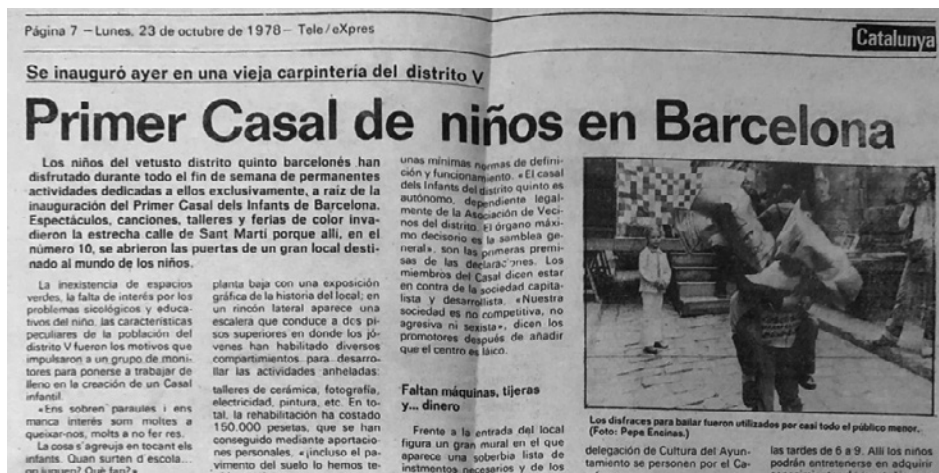 Página 7 — Lunes, 23 de octubre de 1978 — Tele/eXpres
Catalunya
Se inauguró ayer en una vieja carpintería del distrito V
Primer Casal de niños en Barcelona
Los niños del vetusto distrito quinto barcelonés han
disfrutado durante todo el fin de semana de permanentes
actividades dedicadas a ellos exclusivamente, a raíz de la
inauguración del Primer Casal dels Infants de Barcelona.
Espectáculos, canciones, talleres y ferias de color inva-
dieron la estrecha calle de Sant Martí porque allí, en el
número 10, se abrieron las puertas de un gran local desti-
nado al mundo de los niños.
La inexistencia de espacios
verdes, la falta de interés por los
problemas sicológicos y educa-
tivos del niño, las características
peculiares de la población del
distrito V fueron los motivos que
impulsaron a un grupo de moni-
tores para ponerse a trabajar de
lleno en la creación de un Casal
infantil.
«Ens sobren paraules i ens
manca interés som moltes a
queixar-nos, molts a no fer res.
La cosa s'agreuja en tocant els
infants. Quan surten d'escola...
on juguen? Qué fan?»
planta baja con una exposición
gráfica de la historia del local; en
un rincón lateral aparece una
escalera que conduce a dos pi-
sos superiores en donde los jó-
venes han habilitado diversos
compartimientos para desarro-
llar las actividades anheladas:
talleres de cerámica, fotografía,
electricidad, pintura, etc. En to-
tal, la rehabilitación ha costado
150.000 pesetas, que se han
conseguido mediante aportacio-
nes personales, «¡incluso el pa-
vimento del suelo lo hemos te-
unas mínimas normas de defini-
ción y funcionamiento. «El casal
dels Infants del distrito quinto es
autónomo, dependiente legal-
mente de la Asociación de Veci-
nos del distrito. El órgano máxi-
mo decisorio es la samblea ge-
neral», son las primeras premi-
sas de las declaraciones. Los
miembros del Casal dicen estar
en contra de la sociedad capita-
lista y desarrollista. «Nuestra
sociedad es no competitiva, no
agresiva ni sexista», dicen los
promotores después de añadir
que el centro es láico.
Faltan máquinas, tijeras
y... dinero
Frente a la entrada del local
figura un gran mural en el que
aparece una soberbia lista de
instmentos necesarios y de los
Los disfraces para bailar fueron utilizados por casi todo el público menor.
(Foto: Pepe Encinas.)
delegación de Cultura del Ayun-
tamiento se personen por el Ca-
las tardes de 6 a 9. Allí los niños
podrán entretenerse en adquirir